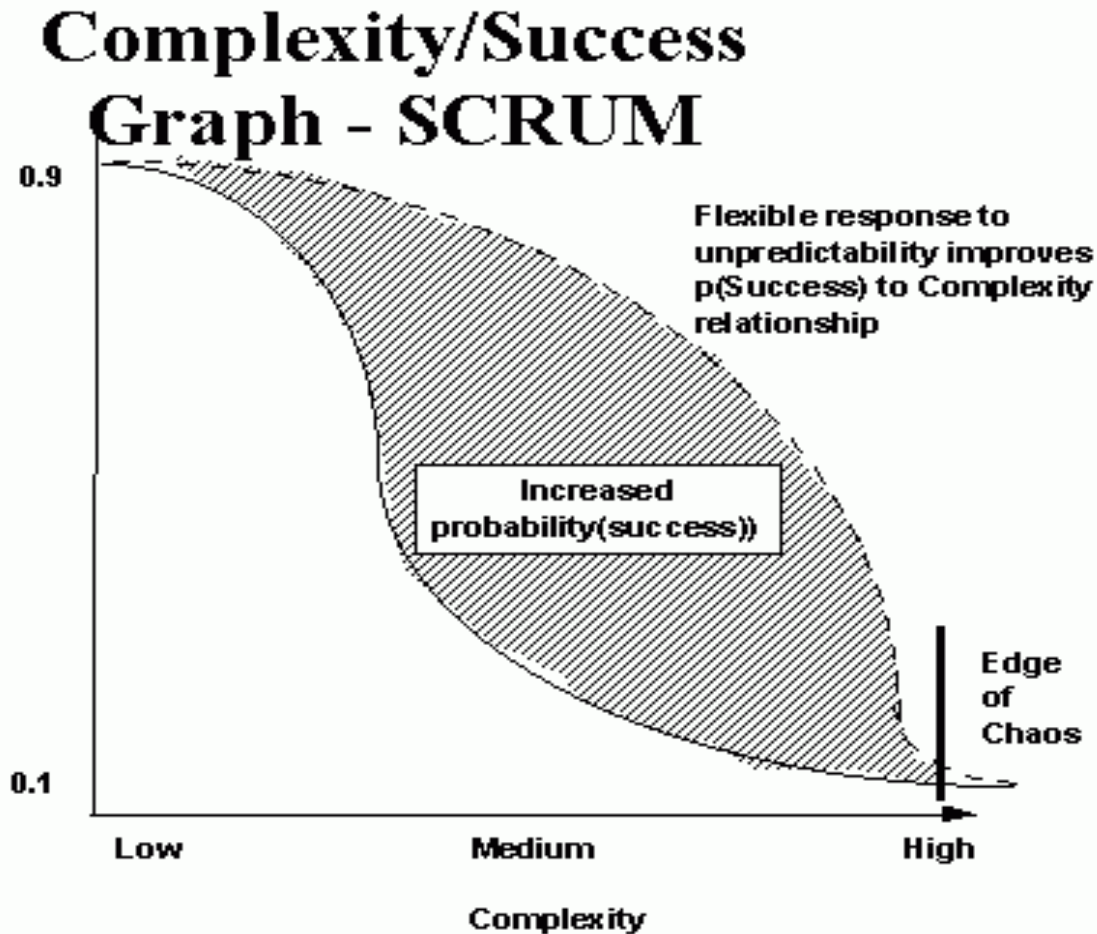 Complexity/Success
Graph - SCRUM
0.9
Flexible response to
unpredictability improves
p(Success) to Complexity
relationship
Increased
probability(success))
Edge
of
Chaos
0.1
Low Medium High
Complexity